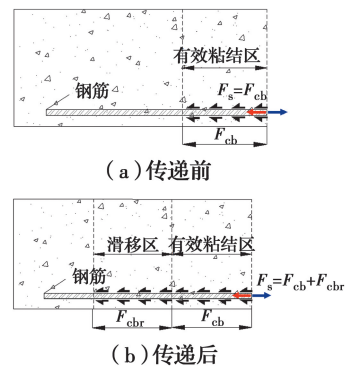 有效粘结区
钢筋
Fs=Fcb
Fcb
(a)传递前
滑移区
有效粘结区
钢筋
Fs=Fcb+Fcbr
Fcbr
Fcb
(b)传递后